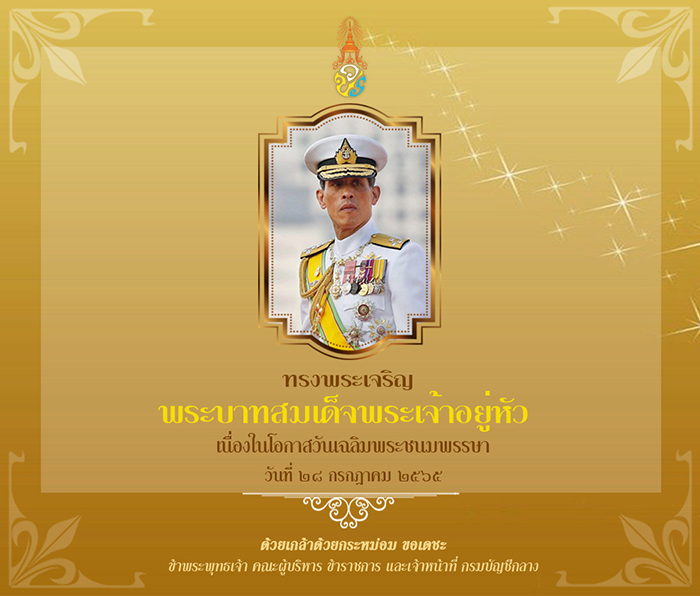 ทรงพระเจริญ
พระบาทสมเด็จพระเจ้าอยู่หัว
เนื่องในโอกาสวันเฉลิมพระชนมพรรษา
วันที่ ๒๘ กรกฎาคม ๒๕๖๕
ด้วยเกล้าด้วยกระหม่อม ขอเดชะ
ข้าพระพุทธเจ้า คณะผู้บริหาร ข้าราชการ และเจ้าหน้าที่ กรมบัญชีกลาง